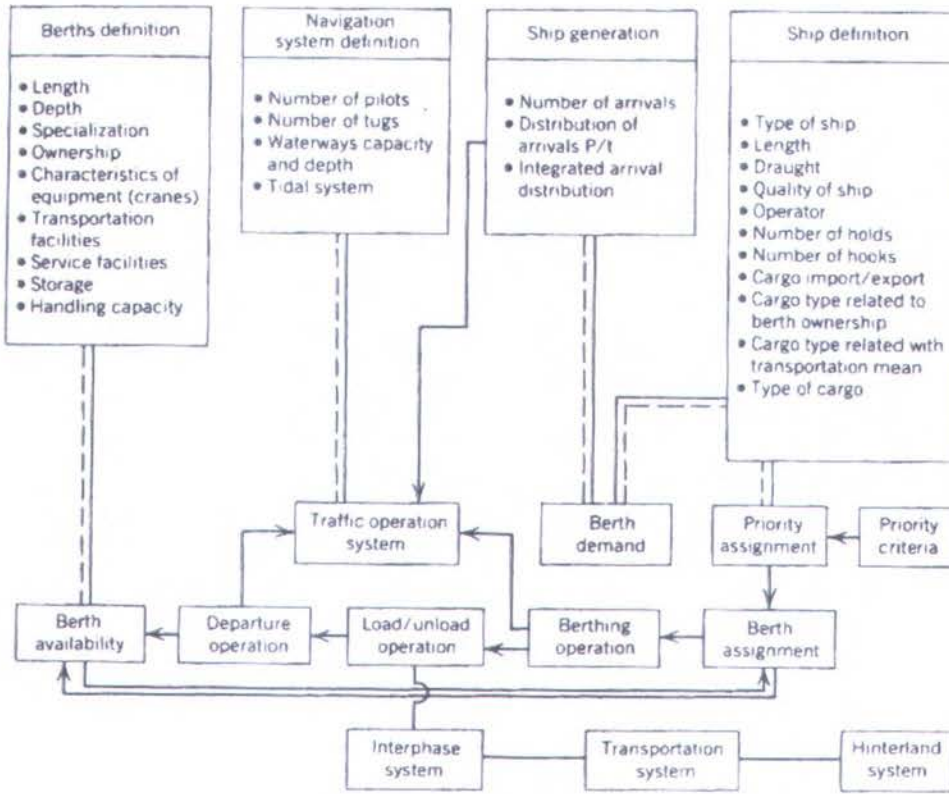 Berths definition
• Length
• Depth
• Specialization
• Ownership
• Characteristics of
equipment (cranes)
• Transportation
facilities
• Service facilities
• Storage
• Handling capacity
Navigation
system definition
• Number of pilots
• Number of tugs
• Waterways capacity
and depth
• Tidal system
Ship generation
• Number of arrivals
• Distribution of
arrivals P/t
• Integrated arrival
distribution
Ship definition
• Type of ship
• Length
• Draught
• Quality of ship
• Operator
• Number of holds
• Number of hooks
• Cargo import/export
• Cargo type related to
berth ownership
• Cargo type related with
transportation mean
• Type of cargo
Traffic operation
system
Berth
demand
Priority
assignment
Priority
criteria
Berth
availability
Departure
operation
Load/unload
operation
Berthing
operation
Berth
assignment
Interphase
system
Transportation
system
Hinterland
system